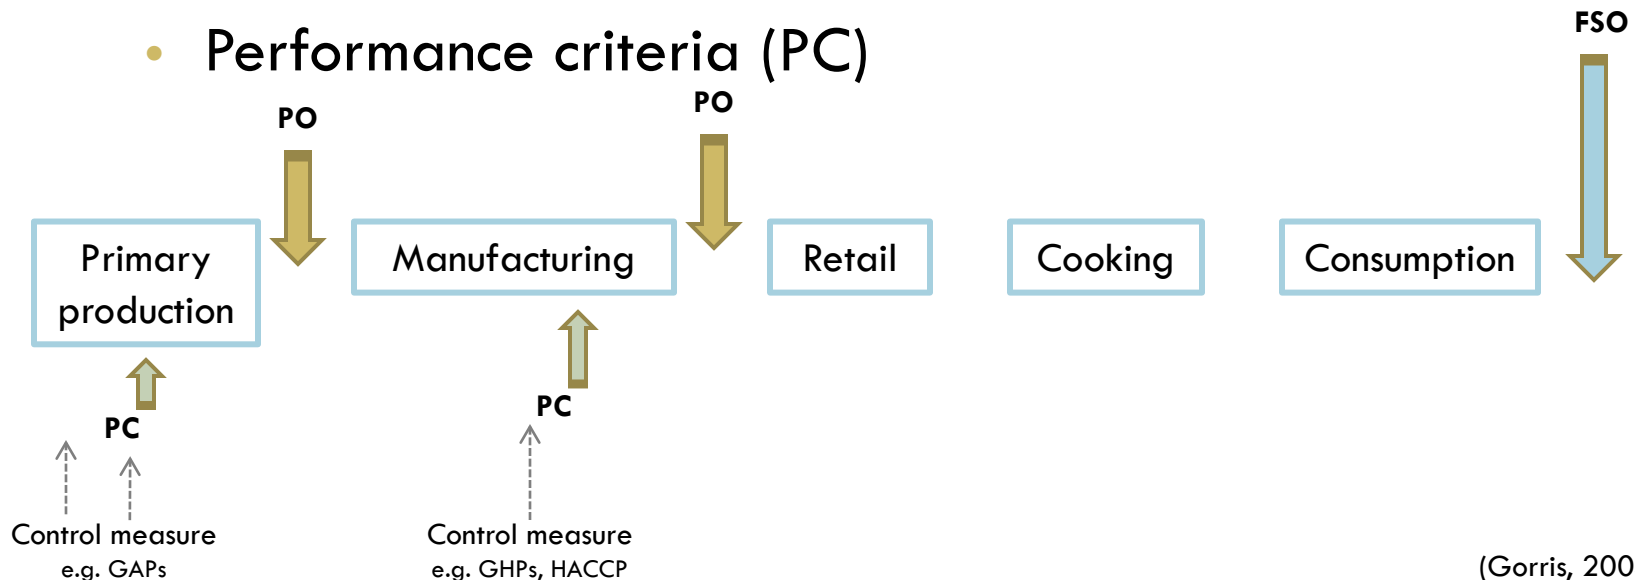 FSO
• Performance criteria (PC)
PO
PO
Primary
production
Manufacturing
Retail
Cooking
Consumption
PC
PC
Control measure
e.g. GAPs
Control measure
e.g. GHPs, HACCP
(Gorris, 200